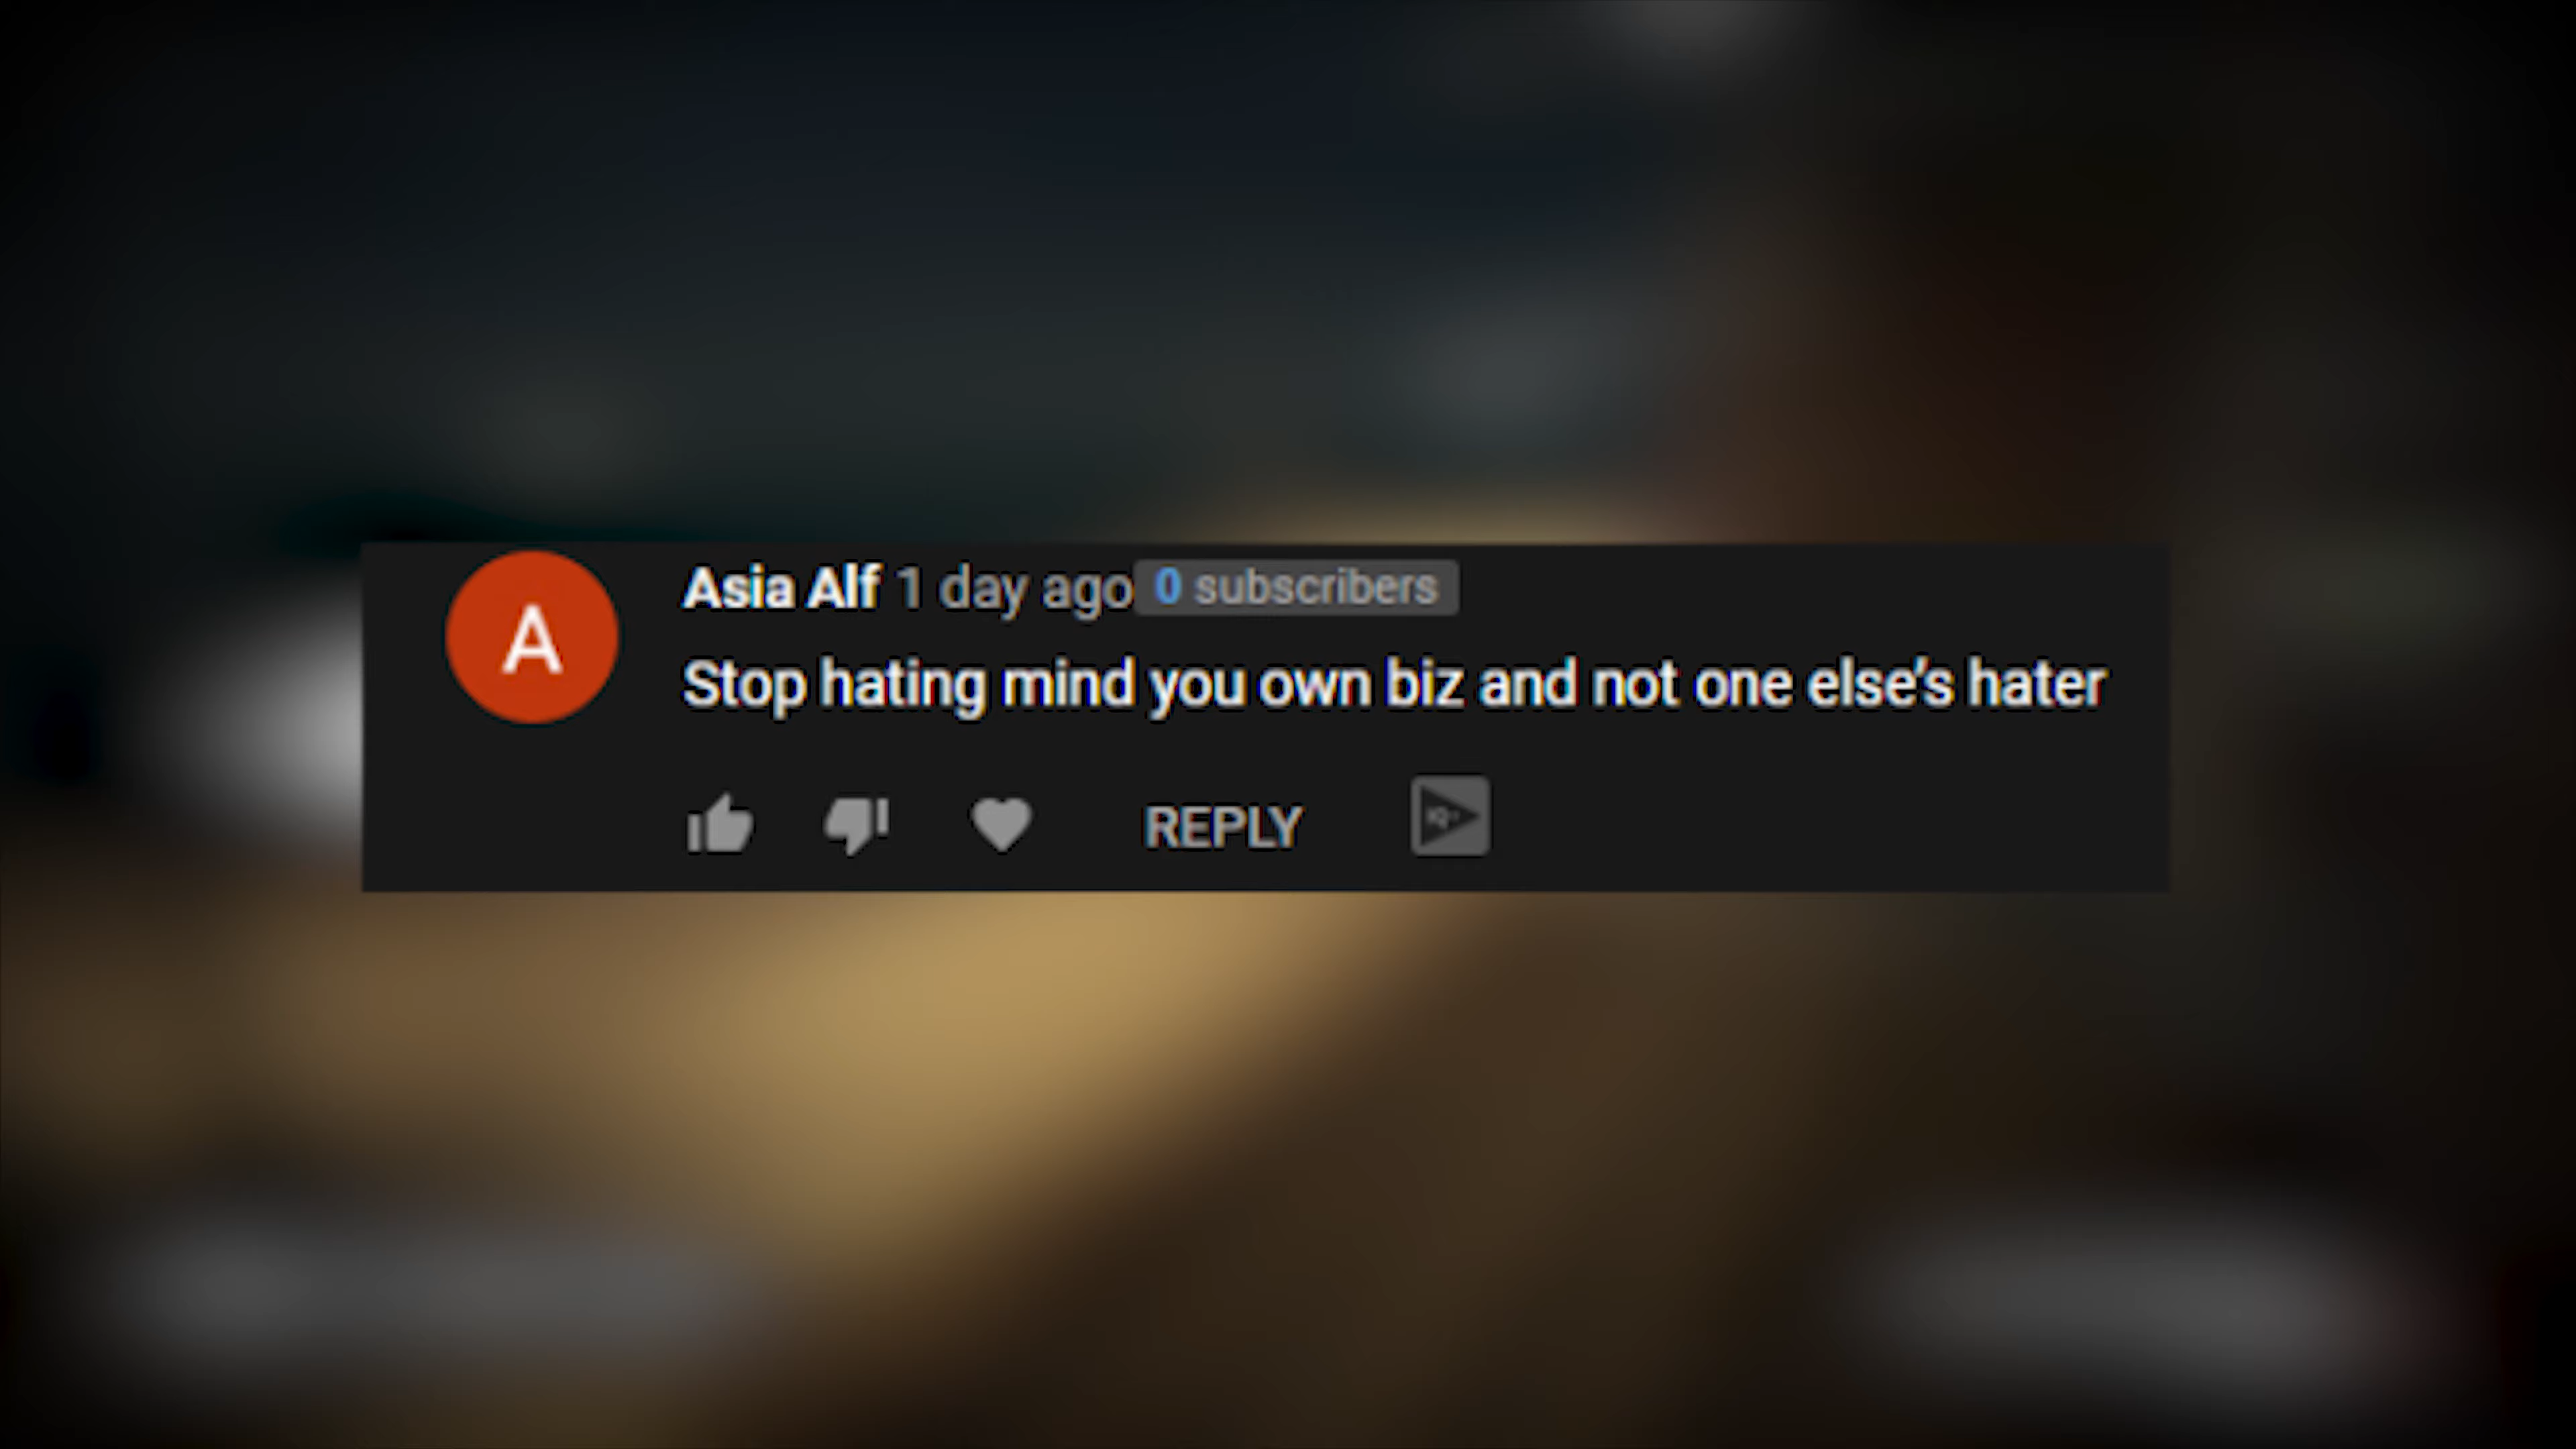 A
Asia Alf 1 day ago 0 subscribers
Stop hating mind you own biz and not one else's hater
REPLY